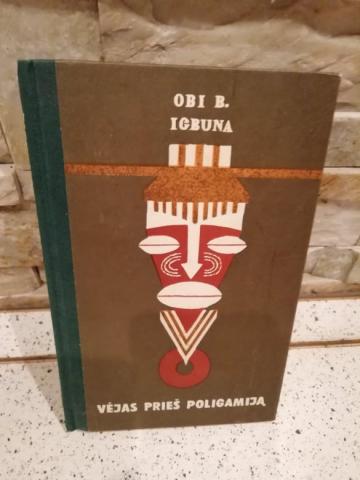 OBI B.
IGBUNA
VĖJAS PRIEŠ POLIGAMIJĄ